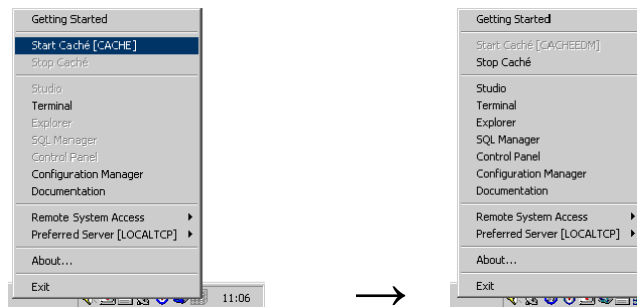 Getting Started
Start Caché [CACHE]
Stop Caché
Studio
Terminal
Explorer
SQL Manager
Control Panel
Configuration Manager
Documentation
Remote System Access
Preferred Server [LOCALTCP]
About...
Exit
11:06
Getting Started
Start Caché [CACHEEDM]
Stop Caché
Studio
Terminal
Explorer
SQL Manager
Control Panel
Configuration Manager
Documentation
Remote System Access
Preferred Server [LOCALTCP]
About...
Exit